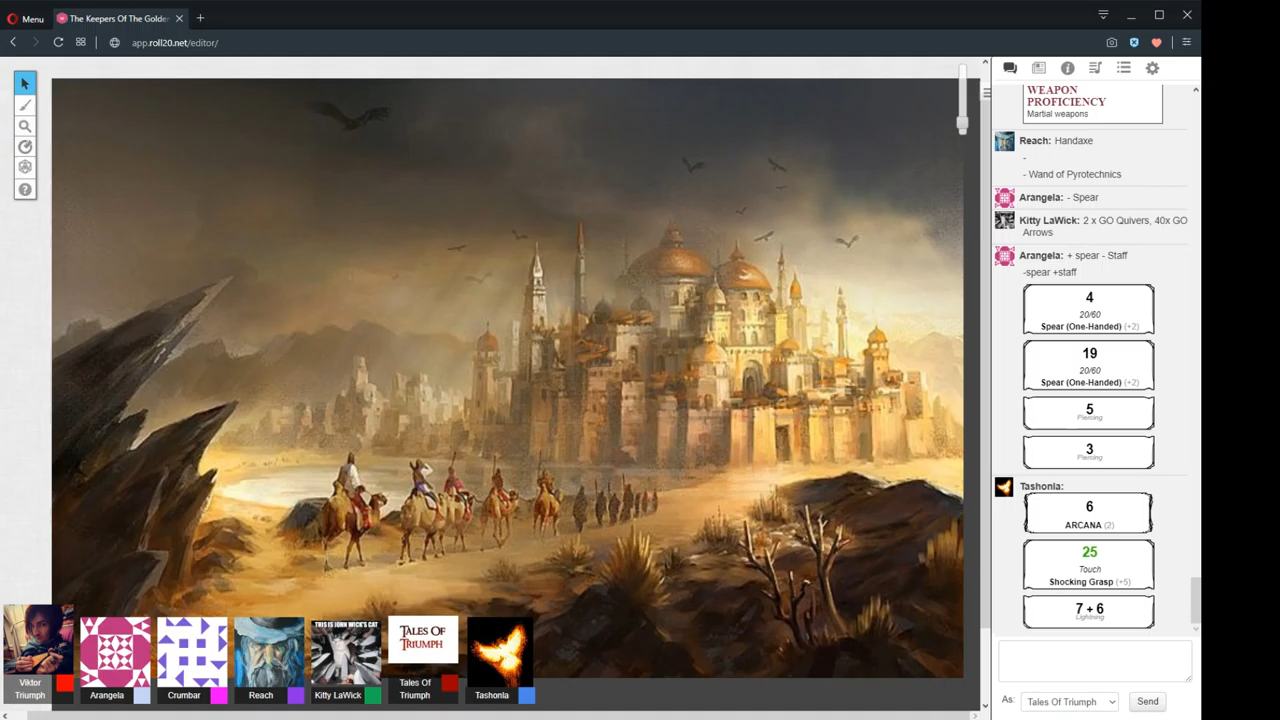 Menu
The Keepers Of The Golder
app.roll20.net/editor/
WEAPON
PROFICIENCY
Martial weapons
Reach: Handaxe
-
- Wand of Pyrotechnics
Arangela: - Spear
Kitty LaWick: 2 x GO Quivers, 40x GO
Arrows
Arangela: + spear - Staff
-spear +staff
4
20/60
Spear (One-Handed) (+2)
19
20/60
Spear (One-Handed) (+2)
5
Piercing
3
Piercing
Tashonla:
6
ARCANA (2)
25
Touch
Shocking Grasp (+5)
7 + 6
Lightning
THIS IS JOHN WICK'S CAT
TALES OF
TRIUMPH
Viktor
Triumph
Arangela
Crumbar
Reach
Kitty LaWick
Tales Of
Triumph
Tashonla
As:
Tales Of Triumph
Send